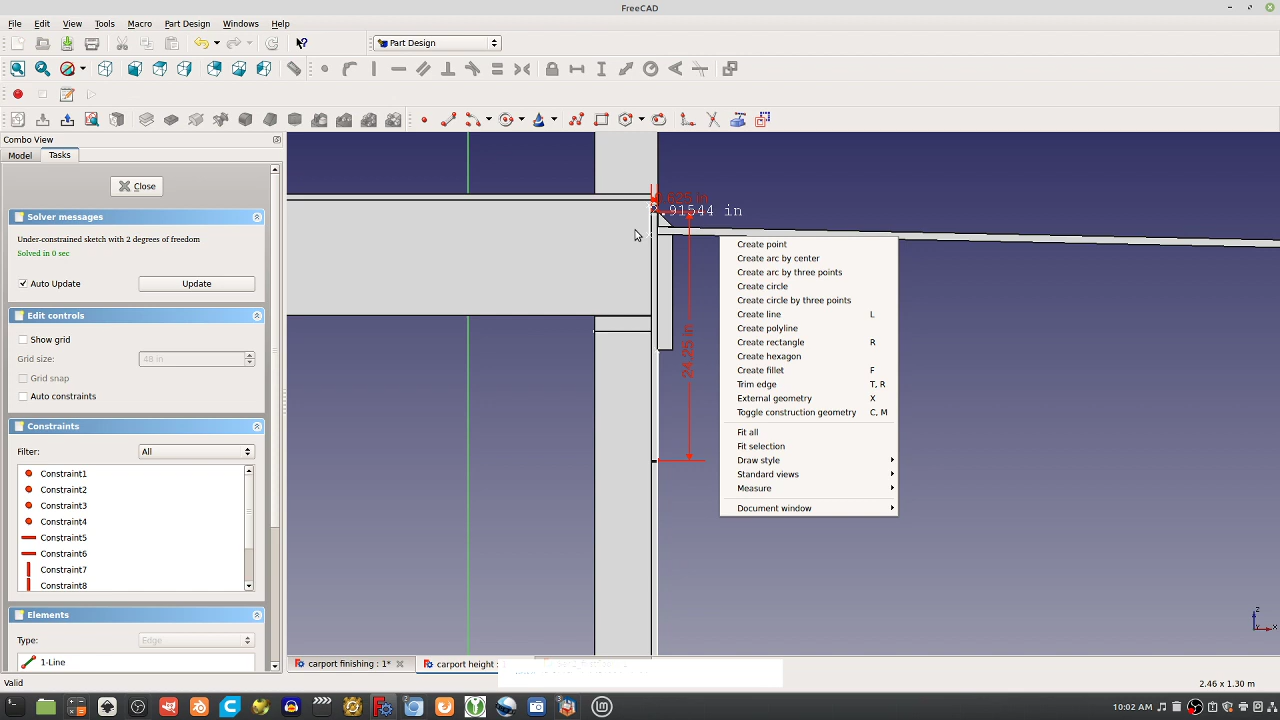 FreeCAD
File Edit View Tools Macro Part Design Windows Help
Part Design
Combo View
Model Tasks
Close
Solver messages
Under-constrained sketch with 2 degrees of freedom
Solved in 0 sec
Auto Update Update
Edit controls
Show grid
Grid size: 48 in
Grid snap
Auto constraints
Constraints
Filter: All
Constraint1
Constraint2
Constraint3
Constraint4
Constraint5
Constraint6
Constraint7
Constraint8
Elements
Type: Edge
1-Line
24.25 in
Create point
Create arc by center
Create arc by three points
Create circle
Create circle by three points
Create line L
Create polyline
Create rectangle R
Create hexagon
Create fillet F
Trim edge T, R
External geometry X
Toggle construction geometry C, M
Fit all
Fit selection
Draw style
Standard views
Measure
Document window
carport finishing : 1* carport height :
Valid 2.46 x 1.30 m
10:02 AM